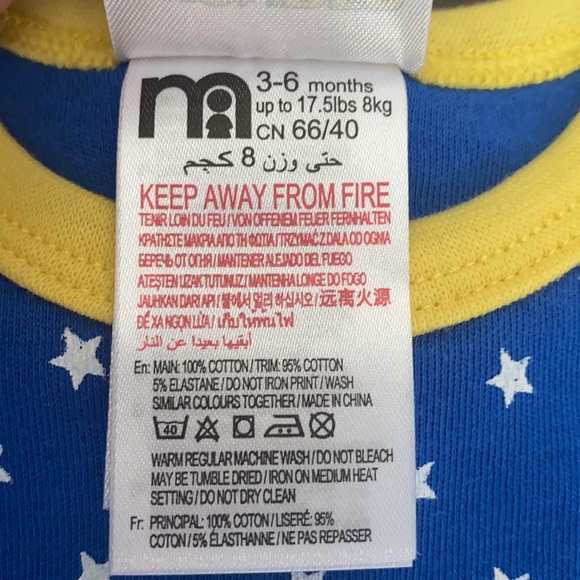 3-6 months
up to 17.5lbs 8kg
CN 66/40
حتى وزن 8 كجم
KEEP AWAY FROM FIRE
TENIR LOIN DU FEU / VON OFFENEM FEUER FERNHALTEN
ΚΡΑΤΗΣΤΕ ΜΑΚΡΙΑ ΑΠΟ ΤΗ ΦΩΤΙΑ / TRZYMAĆ Z DALA OD OGNIA
БЕРЕЧЬ ОТ ОГНЯ / MANTENER ALEJADO DEL FUEGO
ATEŞTEN UZAK TUTUNUZ / MANTENHA LONGE DO FOGO
JAUHKAN DARI API / 불에서 멀리 하십시오 / 远离火源
ĐỂ XA NGỌN LỬA / เก็บให้พ้นไฟ
أبقيها بعيدا عن النار
En: MAIN: 100% COTTON / TRIM: 95% COTTON
5% ELASTANE / DO NOT IRON PRINT / WASH
SIMILAR COLOURS TOGETHER / MADE IN CHINA
40
WARM REGULAR MACHINE WASH / DO NOT BLEACH
MAY BE TUMBLE DRIED / IRON ON MEDIUM HEAT
SETTING / DO NOT DRY CLEAN
Fr: PRINCIPAL: 100% COTON / LISERÉ: 95%
COTON / 5% ÉLASTHANNE / NE PAS REPASSER